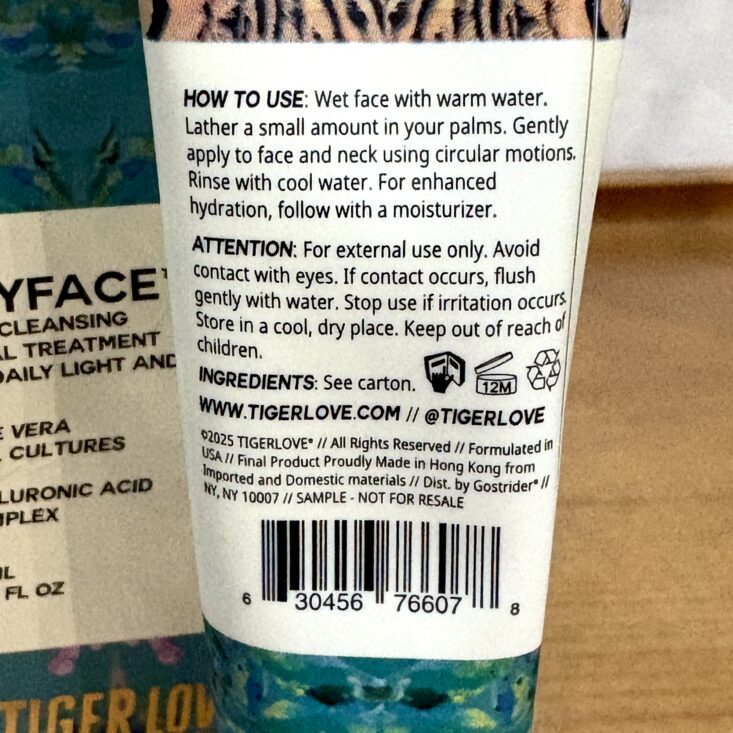 HOW TO USE: Wet face with warm water.
Lather a small amount in your palms. Gently
apply to face and neck using circular motions.
Rinse with cool water. For enhanced
hydration, follow with a moisturizer.
ATTENTION: For external use only. Avoid
contact with eyes. If contact occurs, flush
gently with water. Stop use if irritation occurs.
Store in a cool, dry place. Keep out of reach of
children.
INGREDIENTS: See carton.
12M
WWW.TIGERLOVE.COM // @TIGERLOVE
©2025 TIGERLOVE® // All Rights Reserved // Formulated in
USA // Final Product Proudly Made in Hong Kong from
Imported and Domestic materials // Dist. by Gostrider® //
NY, NY 10007 // SAMPLE - NOT FOR RESALE
6 30456 76607 8
YFACE™
CLEANSING
L TREATMENT
DAILY LIGHT AND
E VERA
CULTURES
LURONIC ACID
MPLEX
FL OZ
TIGER LOV